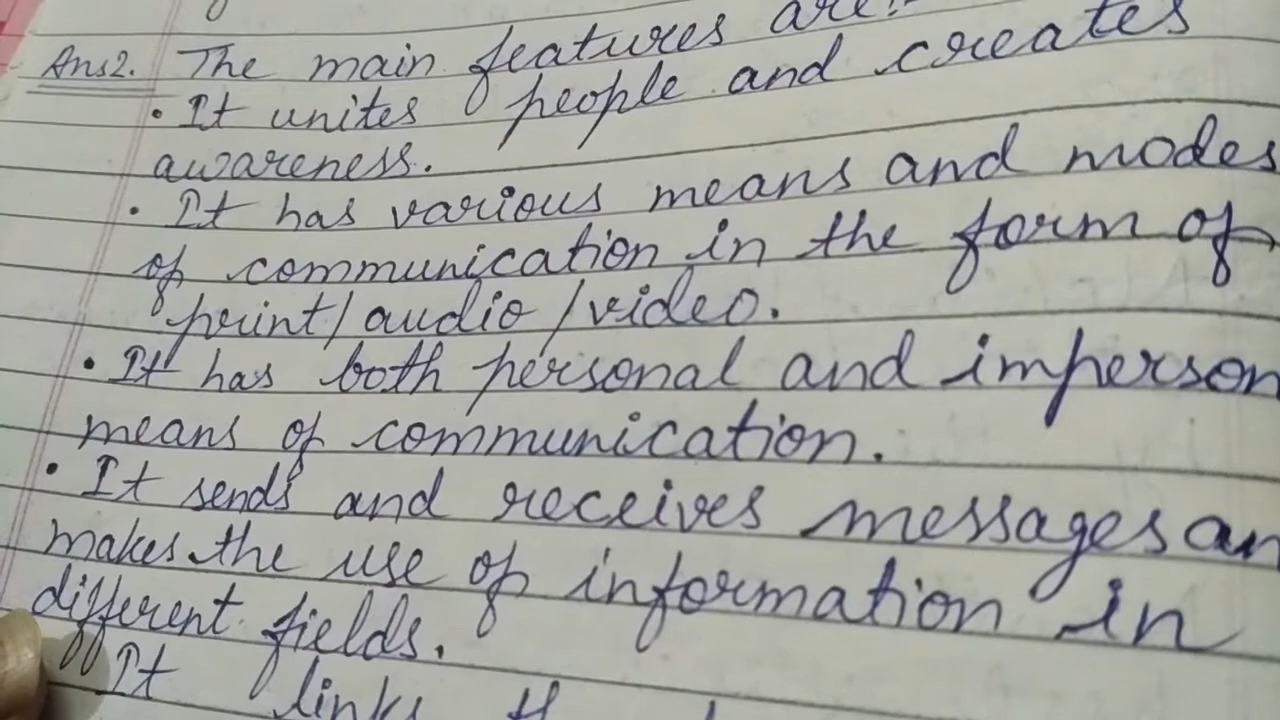 Ans2. The main features are:
• It unites people and creates
awareness.
• It has various means and modes
of communication in the form of
print/audio/video.
• It has both personal and imperson
means of communication.
• It sends and receives messages an
makes the use of information in
different fields.
It links